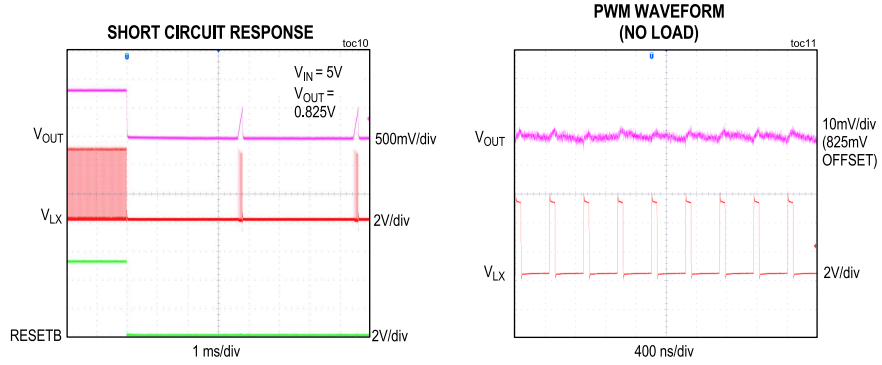 SHORT CIRCUIT RESPONSE
toc10
VIN = 5V
VOUT =
0.825V
VOUT
500mV/div
VLX
2V/div
RESETB
2V/div
1 ms/div
PWM WAVEFORM
(NO LOAD)
toc11
VOUT
10mV/div
(825mV
OFFSET)
VLX
2V/div
400 ns/div